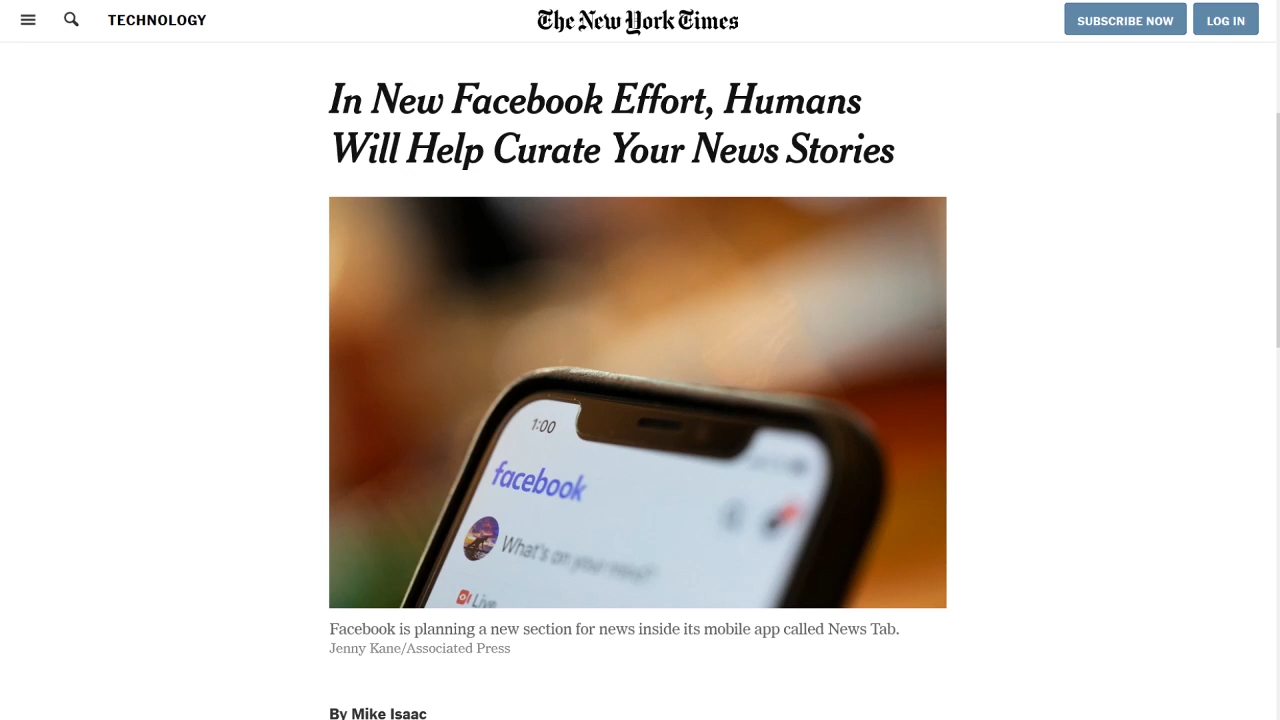 TECHNOLOGY
The New York Times
SUBSCRIBE NOW
LOG IN
In New Facebook Effort, Humans
Will Help Curate Your News Stories
1:00
facebook
What's on your mind?
Live
Facebook is planning a new section for news inside its mobile app called News Tab.
Jenny Kane/Associated Press
By Mike Isaac